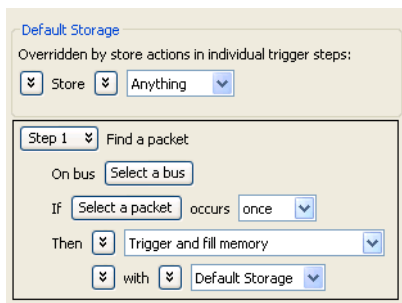 Default Storage
Overridden by store actions in individual trigger steps:
Store Anything
Step 1 Find a packet
On bus Select a bus
If Select a packet occurs once
Then Trigger and fill memory
with Default Storage